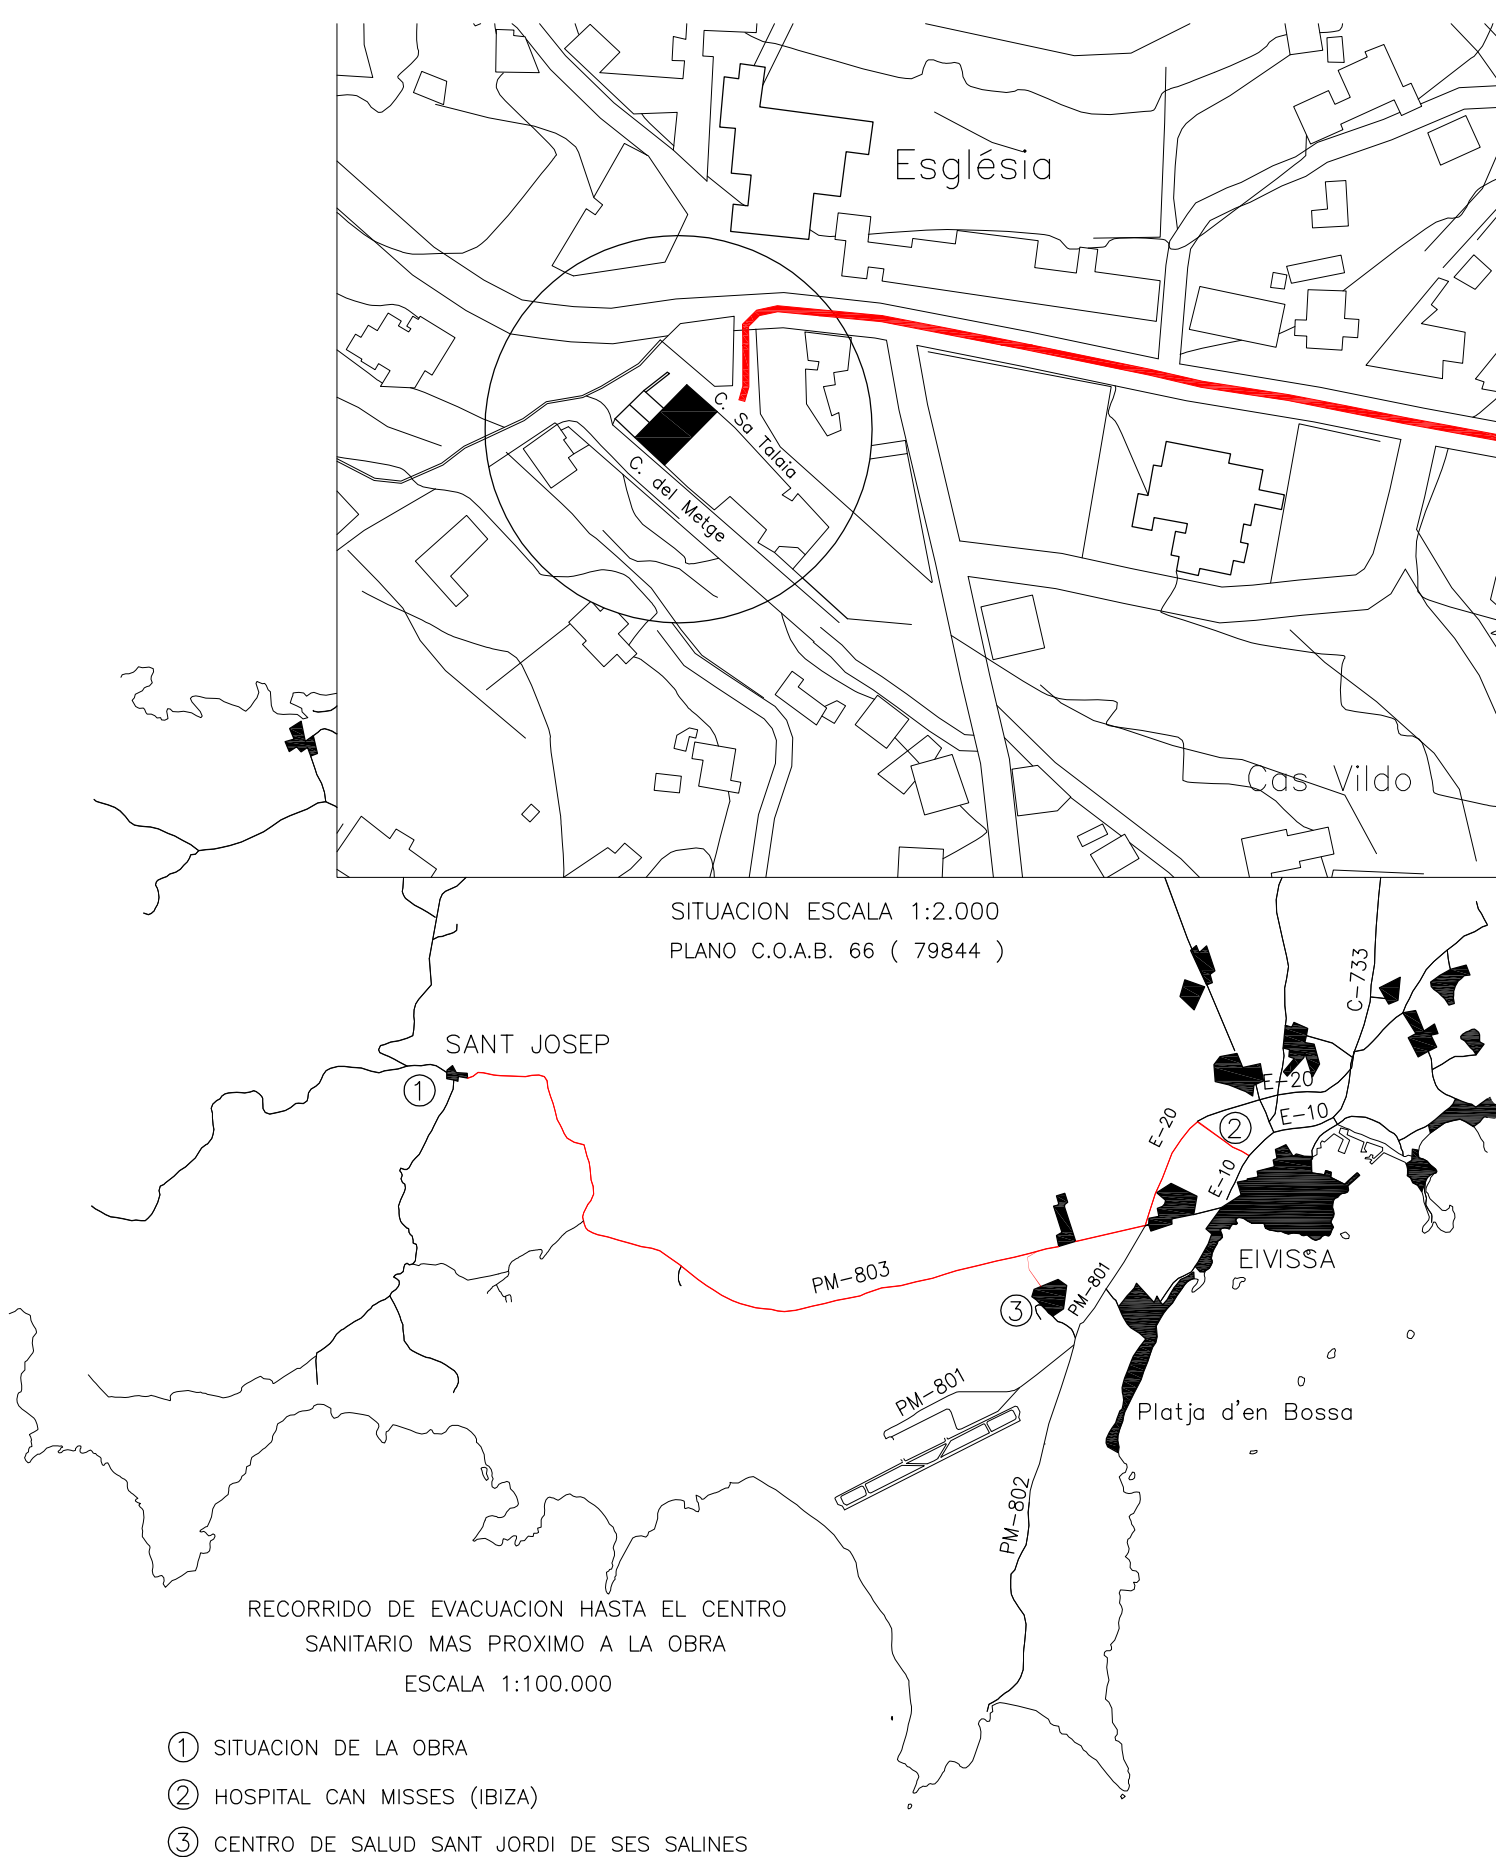 Església
C. Sa Talaia
C. del Metge
Cas Vildo
SITUACION ESCALA 1:2.000
PLANO C.O.A.B. 66 ( 79844 )
C-733
SANT JOSEP
1
E-20
E-10
E-20
2
E-10
EIVISSA
PM-803
PM-801
3
PM-801
Platja d'en Bossa
PM-802
RECORRIDO DE EVACUACION HASTA EL CENTRO
SANITARIO MAS PROXIMO A LA OBRA
ESCALA 1:100.000
1 SITUACION DE LA OBRA
2 HOSPITAL CAN MISSES (IBIZA)
3 CENTRO DE SALUD SANT JORDI DE SES SALINES